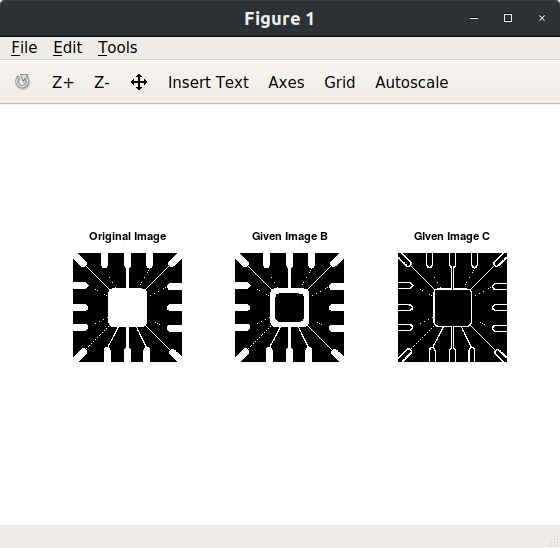 Figure 1
File Edit Tools
Z+ Z- Insert Text Axes Grid Autoscale
Original Image Given Image B GIven Image C